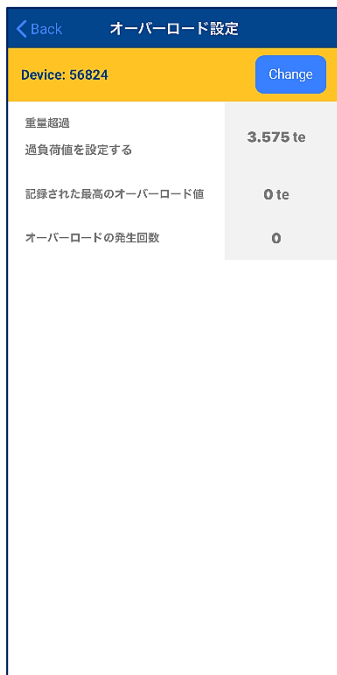 Back オーバーロード設定
Device: 56824 Change
重量超過
過負荷値を設定する 3.575 te
記録された最高のオーバーロード値 0 te
オーバーロードの発生回数 0